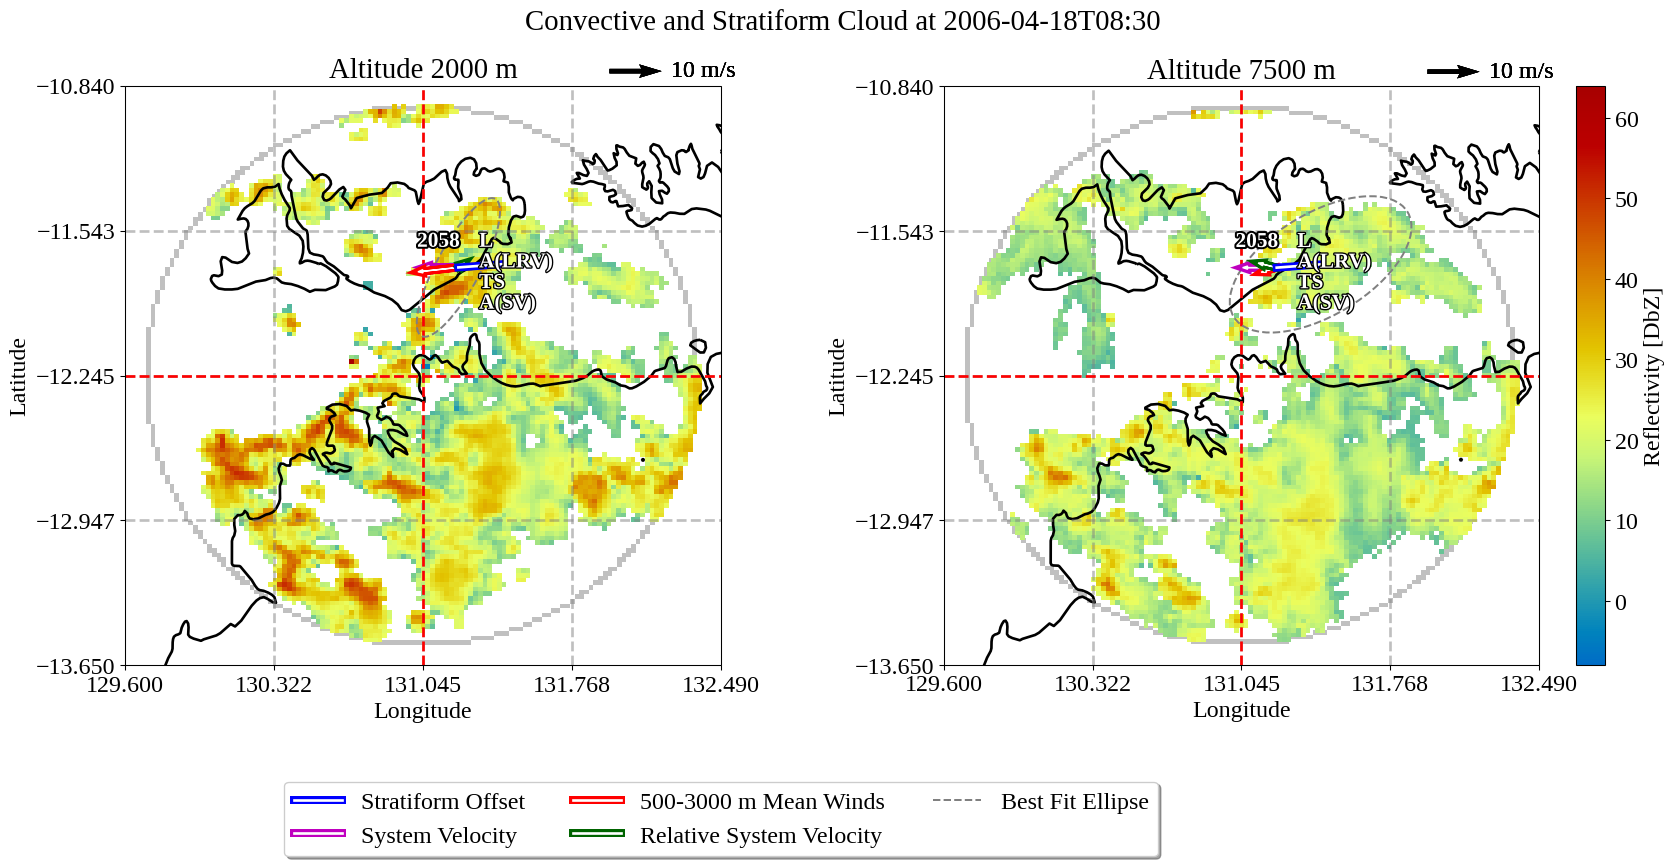 Convective and Stratiform Cloud at 2006-04-18T08:30
Altitude 2000 m
10 m/s
−10.840
−11.543
−12.245
−12.947
−13.650
Latitude
129.600
130.322
131.045
131.768
132.490
Longitude
2058
L
A(LRV)
TS
A(SV)
Altitude 7500 m
10 m/s
−10.840
−11.543
−12.245
−12.947
−13.650
Latitude
129.600
130.322
131.045
131.768
132.490
Longitude
2058
L
A(LRV)
TS
A(SV)
60
50
40
30
20
10
0
Reflectivity [DbZ]
Stratiform Offset
System Velocity
500-3000 m Mean Winds
Relative System Velocity
Best Fit Ellipse